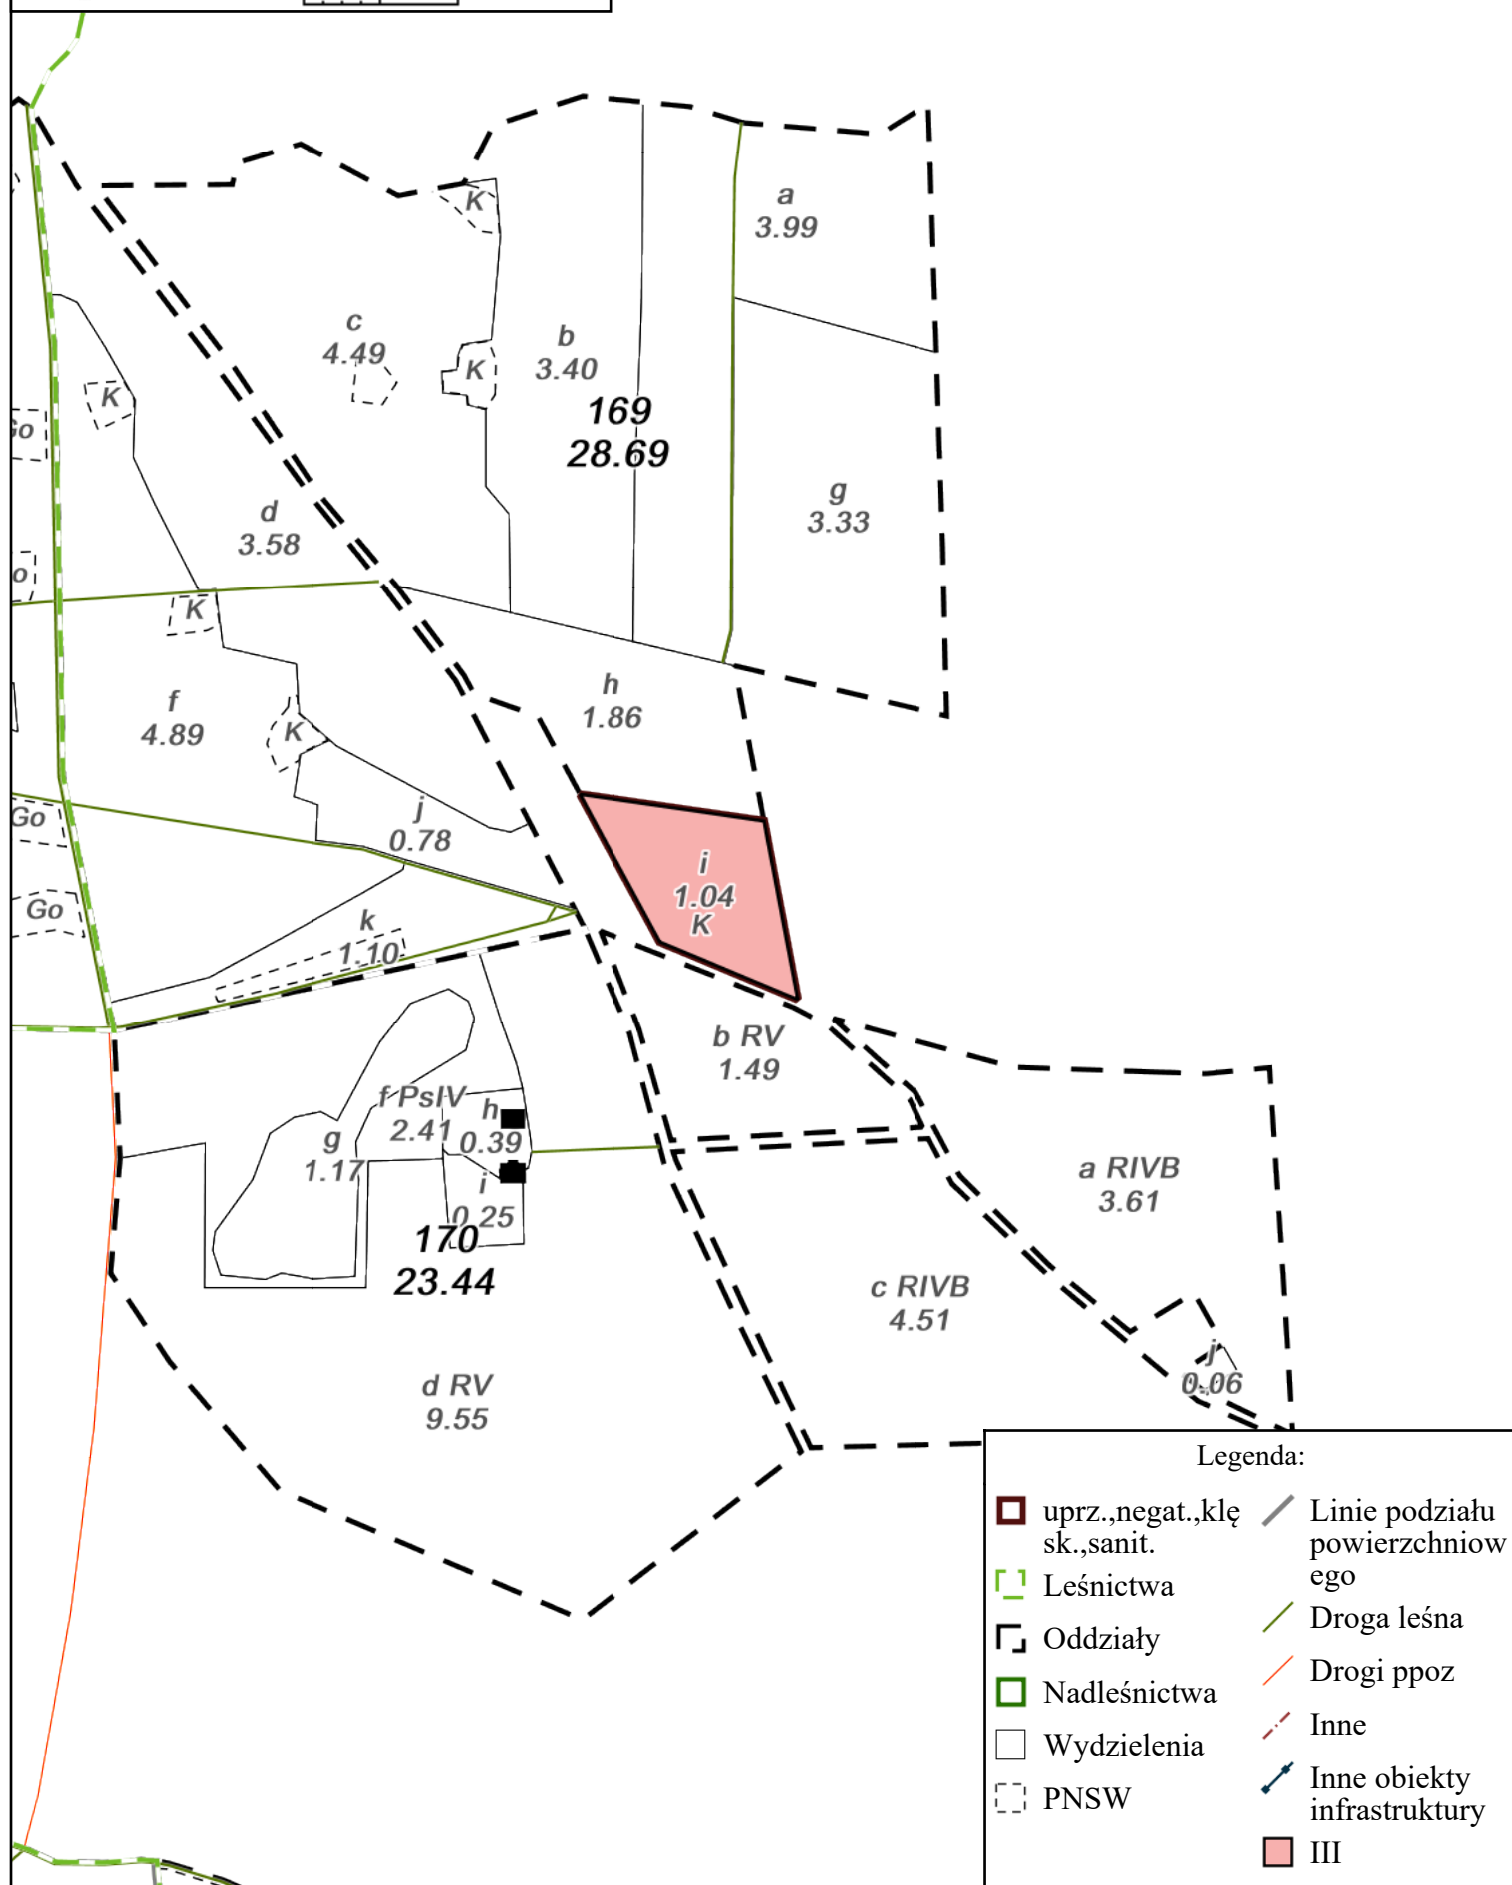 a
3.99
K
c
4.49
b
3.40
K
K
169
28.69
Go
g
3.33
d
3.58
o
K
h
1.86
f
4.89
K
j
0.78
Go
i
1.04
K
Go
k
1.10
b RV
1.49
f PsIV
2.41
h
0.39
g
1.17
i
0.25
a RIVB
3.61
170
23.44
c RIVB
4.51
j
0.06
d RV
9.55
Legenda:
uprz.,negat.,klę
sk.,sanit.
Leśnictwa
Oddziały
Nadleśnictwa
Wydzielenia
PNSW
Linie podziału
powierzchniow
ego
Droga leśna
Drogi ppoz
Inne
Inne obiekty
infrastruktury
III